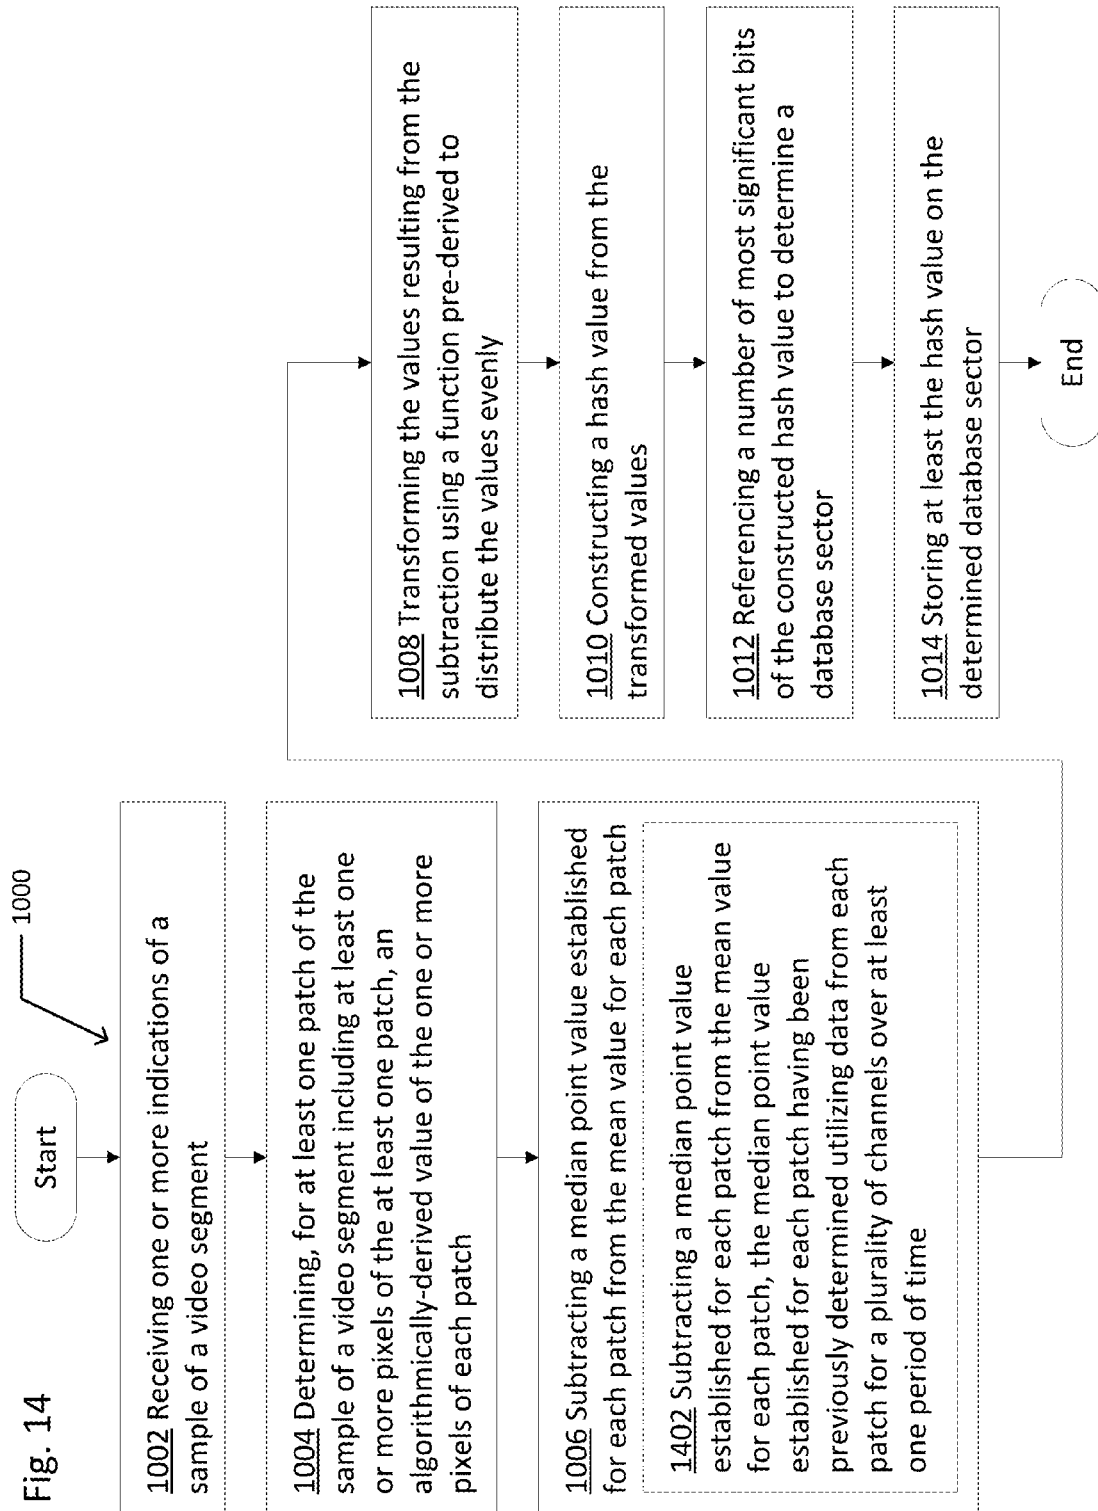 Fig. 14
1000
Start
1002 Receiving one or more indications of a
sample of a video segment
1004 Determining, for at least one patch of the
sample of a video segment including at least one
or more pixels of the at least one patch, an
algorithmically-derived value of the one or more
pixels of each patch
1006 Subtracting a median point value established
for each patch from the mean value for each patch
1402 Subtracting a median point value
established for each patch from the mean value
for each patch, the median point value
established for each patch having been
previously determined utilizing data from each
patch for a plurality of channels over at least
one period of time
1008 Transforming the values resulting from the
subtraction using a function pre-derived to
distribute the values evenly
1010 Constructing a hash value from the
transformed values
1012 Referencing a number of most significant bits
of the constructed hash value to determine a
database sector
1014 Storing at least the hash value on the
determined database sector
End